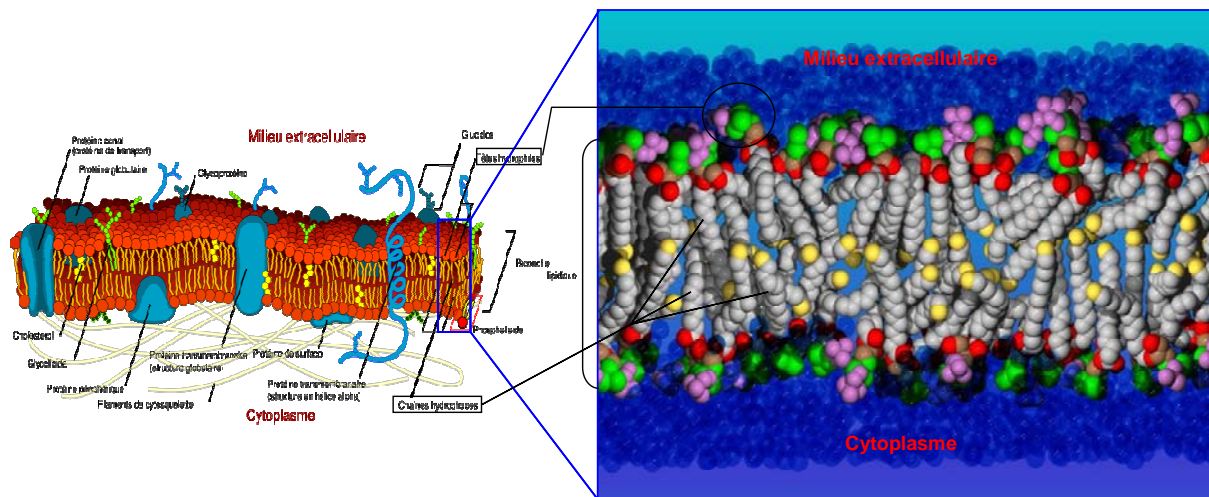 Milieu extracellulaire
Protéine canal
(protéine de transport)
Protéine globulaire
Glycoprotéine
Glucides
Têtes hydrophiles
Bicouche
lipidique
Phospholipide
Cholestérol
Glycolipide
Protéine périphérique
Protéine transmembranaire
(structure globulaire)
Filaments de cytosquelette
Protéine de surface
Protéine transmembranaire
(structure en hélice alpha)
Chaînes hydrophobes
Cytoplasme
Milieu extracellulaire
Cytoplasme